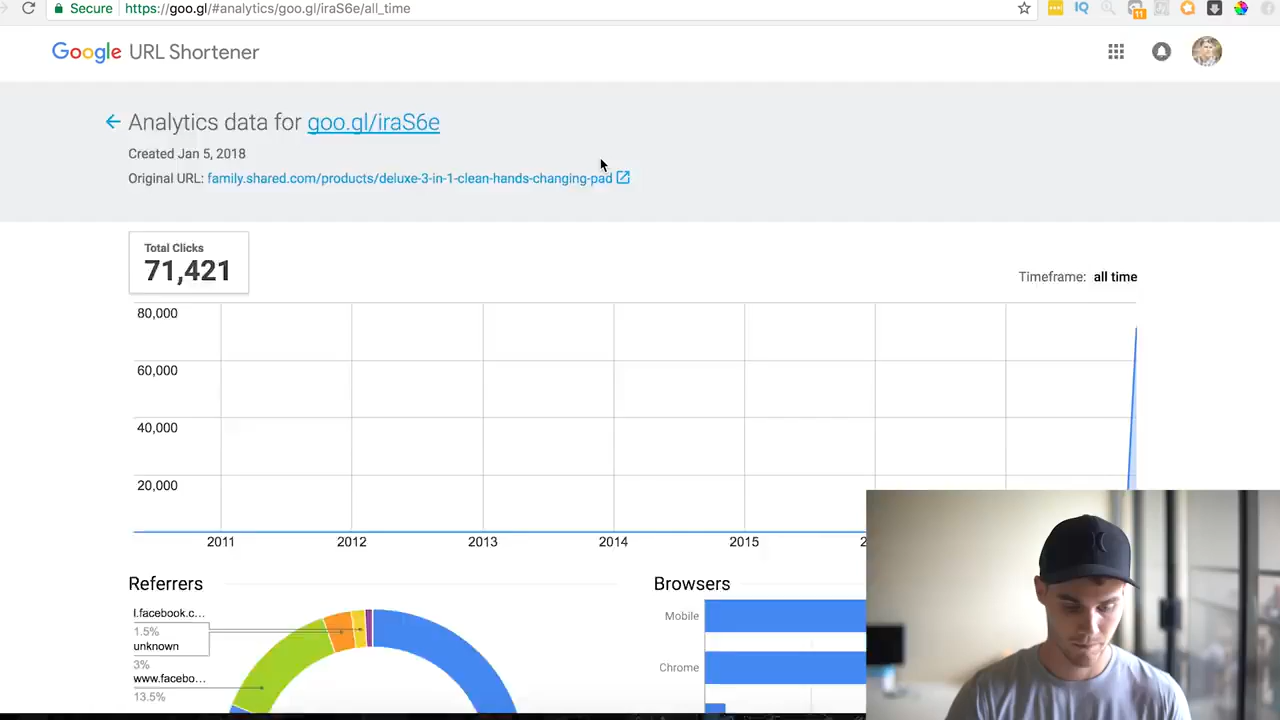 Secure
https://goo.gl/#analytics/goo.gl/iraS6e/all_time
IQ
11
Google URL Shortener
Analytics data for goo.gl/iraS6e
Created Jan 5, 2018
Original URL: family.shared.com/products/deluxe-3-in-1-clean-hands-changing-pad
Total Clicks
71,421
Timeframe: all time
80,000
60,000
40,000
20,000
2011 2012 2013 2014 2015 2
Referrers
Browsers
l.facebook.c...
1.5%
unknown
3%
www.facebo...
13.5%
Mobile
Chrome